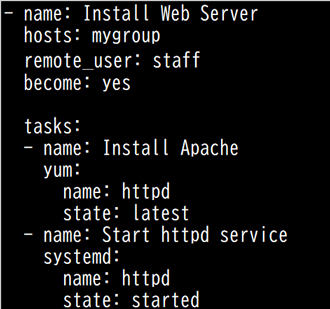 - name: Install Web Server
  hosts: mygroup
  remote_user: staff
  become: yes

  tasks:
  - name: Install Apache
    yum:
      name: httpd
      state: latest
  - name: Start httpd service
    systemd:
      name: httpd
      state: started